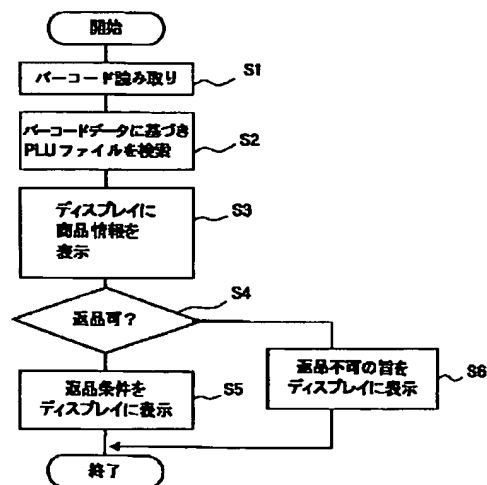 開始
バーコード読み取り
S1
バーコードデータに基づき
PLUファイルを検索
S2
ディスプレイに
商品情報を
表示
S3
返品可？
S4
返品条件を
ディスプレイに表示
S5
返品不可の旨を
ディスプレイに表示
S6
終了